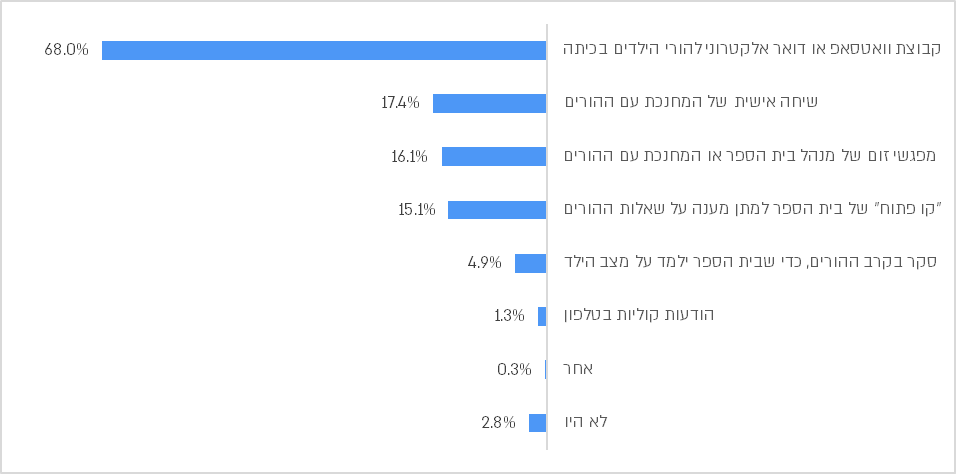 קבוצת וואטסאפ או דואר אלקטרוני להורי הילדים בכיתה 68.0%
שיחה אישית של המחנכת עם ההורים 17.4%
מפגשי זום של מנהל בית הספר או המחנכת עם ההורים 16.1%
"קו פתוח" של בית הספר למתן מענה על שאלות ההורים 15.1%
סקר בקרב ההורים, כדי שבית הספר ילמד על מצב הילד 4.9%
הודעות קוליות בטלפון 1.3%
אחר 0.3%
לא היו 2.8%